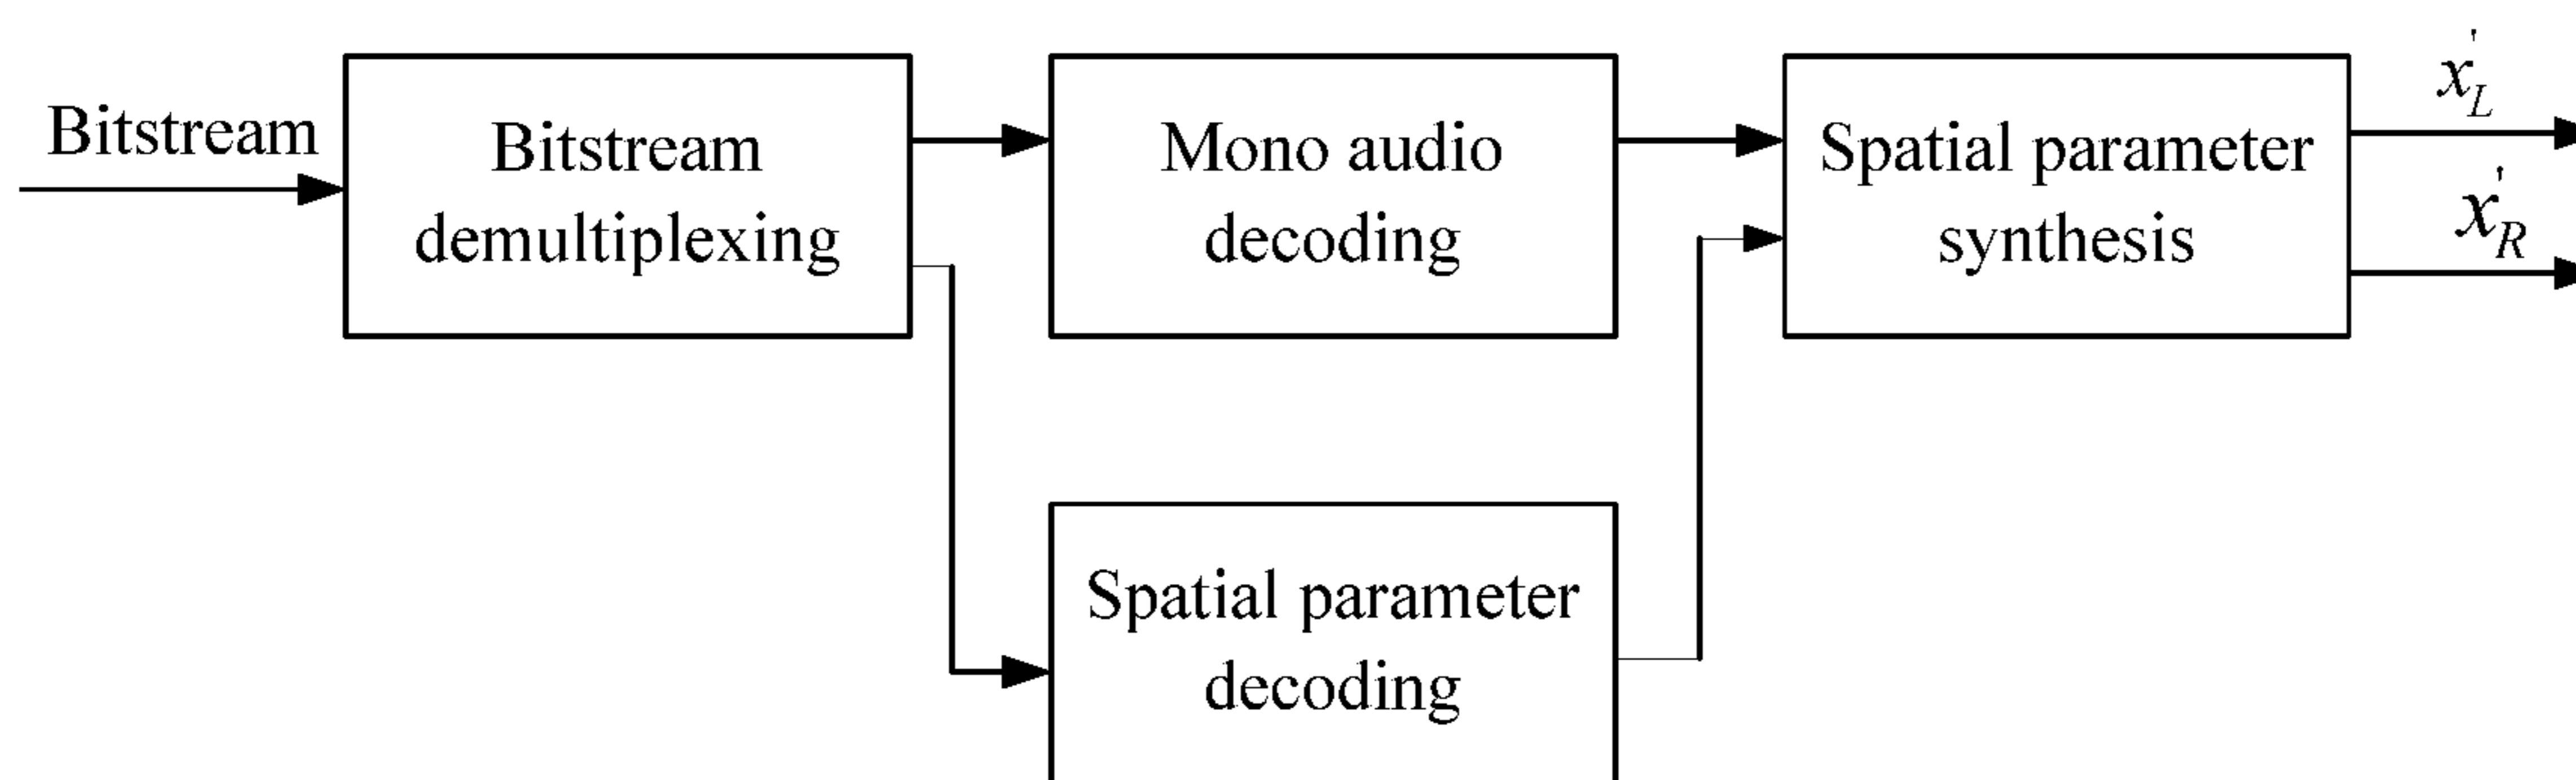 Bitstream
Bitstream
demultiplexing
Mono audio
decoding
Spatial parameter
synthesis
x'L
x'R
Spatial parameter
decoding